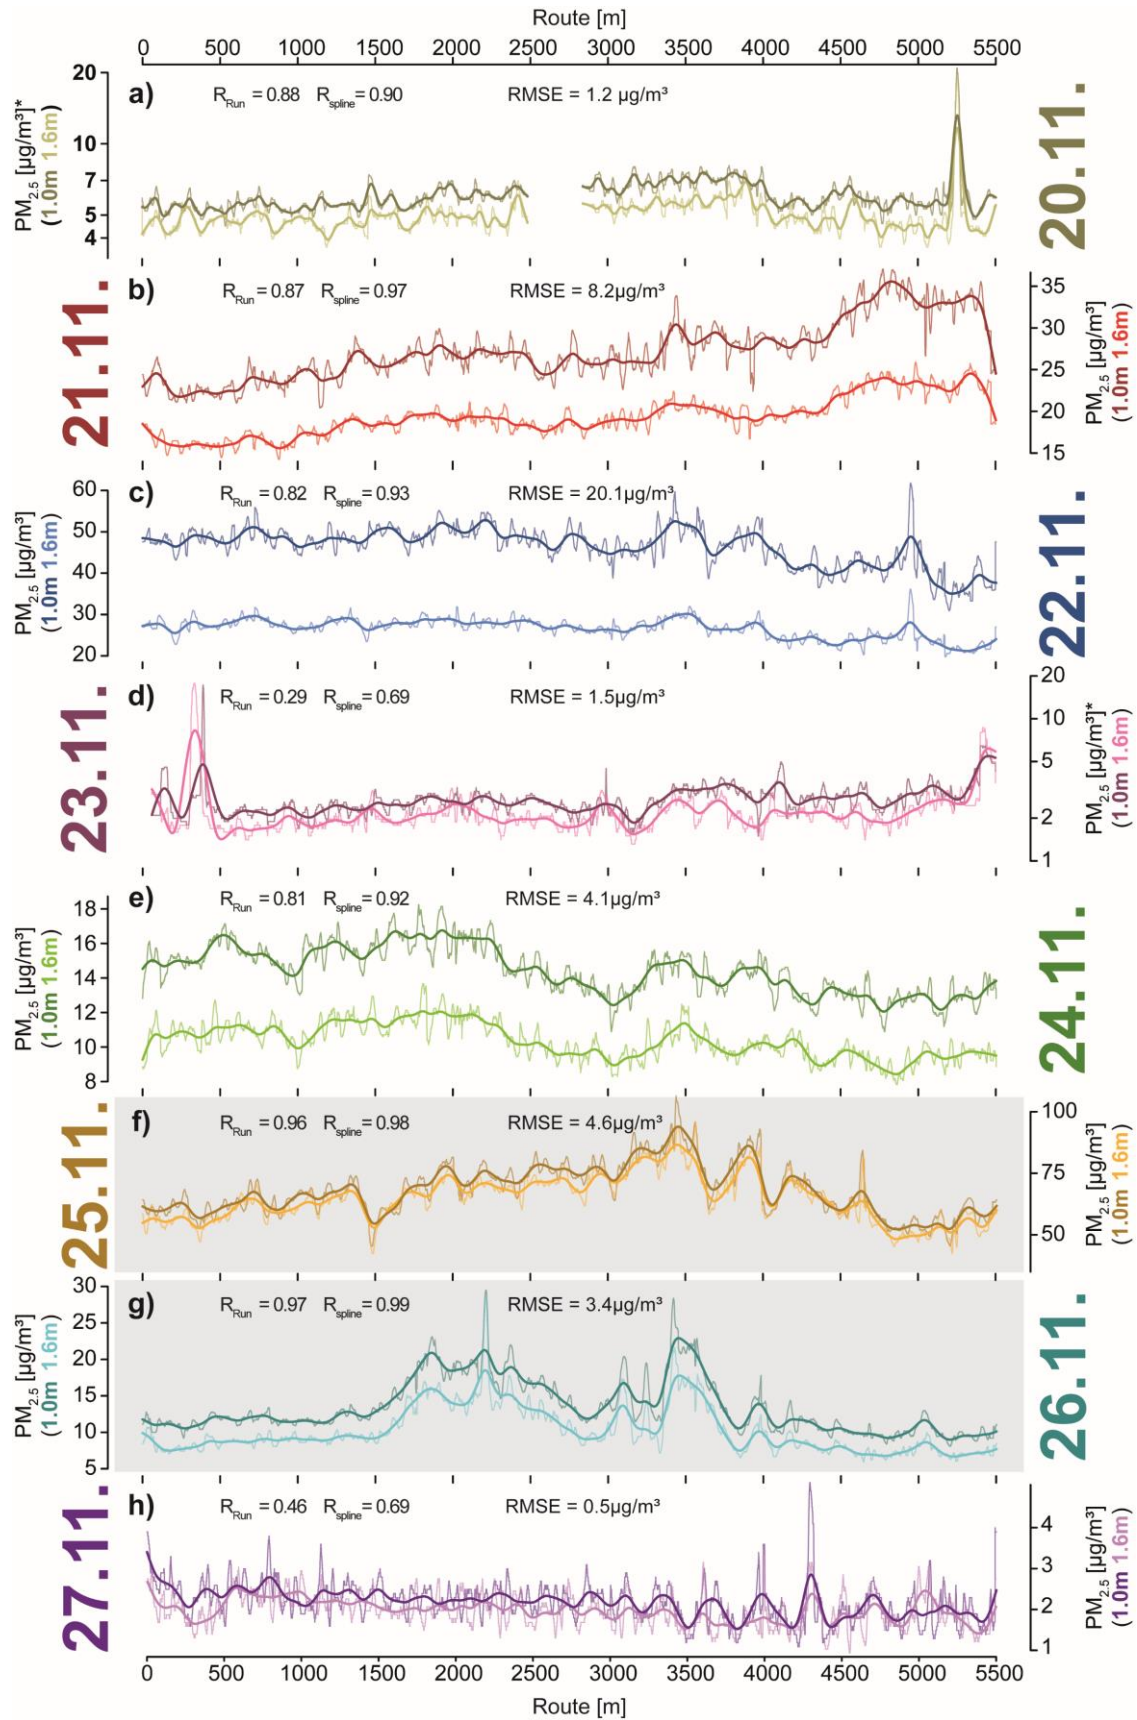 Route [m]
0 500 1000 1500 2000 2500 3000 3500 4000 4500 5000 5500
a) R_Run = 0.88 R_spline = 0.90 RMSE = 1.2 µg/m³
20
10
7
5
4
PM2.5 [µg/m³]*
(1.0m 1.6m)
20.11.
b) R_Run = 0.87 R_spline = 0.97 RMSE = 8.2µg/m³
21.11.
35
30
25
20
15
PM2.5 [µg/m³]
(1.0m 1.6m)
c) R_Run = 0.82 R_spline = 0.93 RMSE = 20.1µg/m³
60
50
40
30
20
PM2.5 [µg/m³]
(1.0m 1.6m)
22.11.
d) R_Run = 0.29 R_spline = 0.69 RMSE = 1.5µg/m³
23.11.
20
10
5
2
1
PM2.5 [µg/m³]*
(1.0m 1.6m)
e) R_Run = 0.81 R_spline = 0.92 RMSE = 4.1µg/m³
18
16
14
12
10
8
PM2.5 [µg/m³]
(1.0m 1.6m)
24.11.
f) R_Run = 0.96 R_spline = 0.98 RMSE = 4.6µg/m³
25.11.
100
75
50
PM2.5 [µg/m³]
(1.0m 1.6m)
g) R_Run = 0.97 R_spline = 0.99 RMSE = 3.4µg/m³
30
25
20
15
10
5
PM2.5 [µg/m³]
(1.0m 1.6m)
26.11.
h) R_Run = 0.46 R_spline = 0.69 RMSE = 0.5µg/m³
27.11.
4
3
2
1
PM2.5 [µg/m³]
(1.0m 1.6m)
0 500 1000 1500 2000 2500 3000 3500 4000 4500 5000 5500
Route [m]